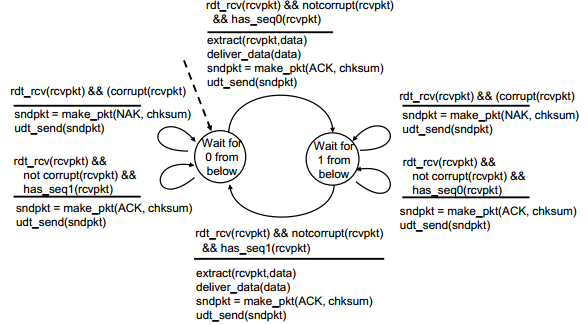 rdt_rcv(rcvpkt) && notcorrupt(rcvpkt)
&& has_seq0(rcvpkt)
extract(rcvpkt,data)
deliver_data(data)
sndpkt = make_pkt(ACK, chksum)
udt_send(sndpkt)
rdt_rcv(rcvpkt) && (corrupt(rcvpkt)
sndpkt = make_pkt(NAK, chksum)
udt_send(sndpkt)
rdt_rcv(rcvpkt) &&
not corrupt(rcvpkt) &&
has_seq1(rcvpkt)
sndpkt = make_pkt(ACK, chksum)
udt_send(sndpkt)
Wait for
0 from
below
Wait for
1 from
below
rdt_rcv(rcvpkt) && (corrupt(rcvpkt)
sndpkt = make_pkt(NAK, chksum)
udt_send(sndpkt)
rdt_rcv(rcvpkt) &&
not corrupt(rcvpkt) &&
has_seq0(rcvpkt)
sndpkt = make_pkt(ACK, chksum)
udt_send(sndpkt)
rdt_rcv(rcvpkt) && notcorrupt(rcvpkt)
&& has_seq1(rcvpkt)
extract(rcvpkt,data)
deliver_data(data)
sndpkt = make_pkt(ACK, chksum)
udt_send(sndpkt)